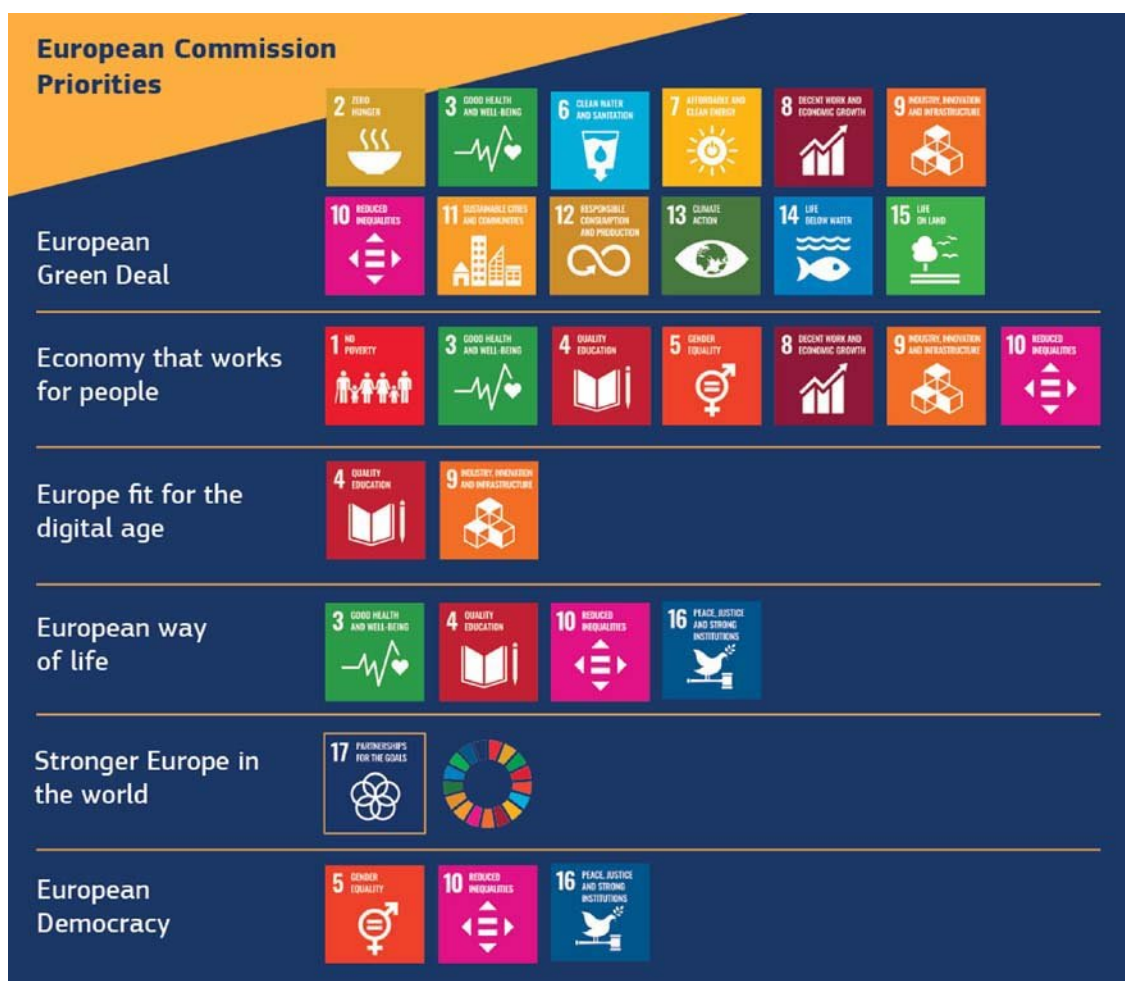 European Commission
Priorities
2 ZERO
HUNGER
3 GOOD HEALTH
AND WELL-BEING
6 CLEAN WATER
AND SANITATION
7 AFFORDABLE AND
CLEAN ENERGY
8 DECENT WORK AND
ECONOMIC GROWTH
9 INDUSTRY, INNOVATION
AND INFRASTRUCTURE
10 REDUCED
INEQUALITIES
11 SUSTAINABLE CITIES
AND COMMUNITIES
12 RESPONSIBLE
CONSUMPTION
AND PRODUCTION
13 CLIMATE
ACTION
14 LIFE
BELOW WATER
15 LIFE
ON LAND
European
Green Deal
Economy that works
for people
1 NO
POVERTY
3 GOOD HEALTH
AND WELL-BEING
4 QUALITY
EDUCATION
5 GENDER
EQUALITY
8 DECENT WORK AND
ECONOMIC GROWTH
9 INDUSTRY, INNOVATION
AND INFRASTRUCTURE
10 REDUCED
INEQUALITIES
Europe fit for the
digital age
4 QUALITY
EDUCATION
9 INDUSTRY, INNOVATION
AND INFRASTRUCTURE
European way
of life
3 GOOD HEALTH
AND WELL-BEING
4 QUALITY
EDUCATION
10 REDUCED
INEQUALITIES
16 PEACE, JUSTICE
AND STRONG
INSTITUTIONS
Stronger Europe in
the world
17 PARTNERSHIPS
FOR THE GOALS
European
Democracy
5 GENDER
EQUALITY
10 REDUCED
INEQUALITIES
16 PEACE, JUSTICE
AND STRONG
INSTITUTIONS